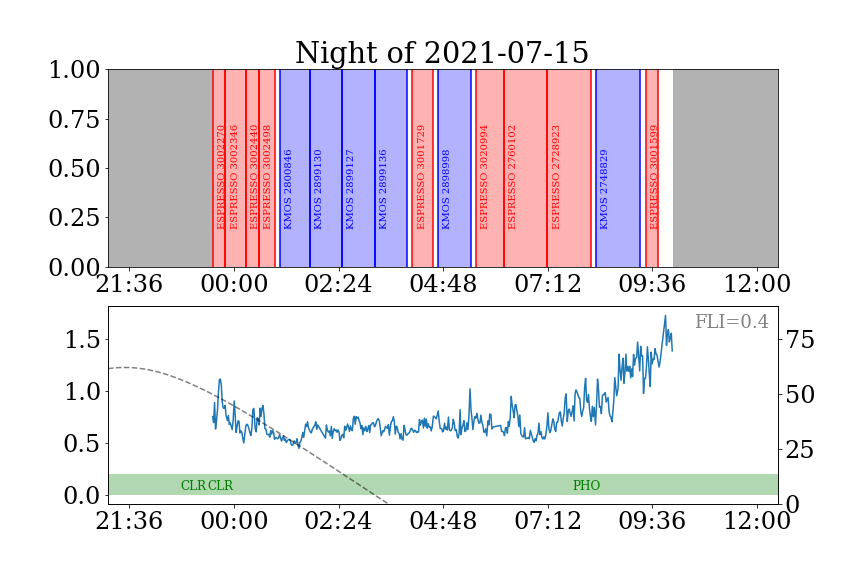 Night of 2021-07-15
1.00
0.75
0.50
0.25
0.00
ESPRESSO 3002270
ESPRESSO 3002346
ESPRESSO 3002440
ESPRESSO 3002498
KMOS 2800846
KMOS 2899130
KMOS 2899127
KMOS 2899136
ESPRESSO 3001729
KMOS 2898998
ESPRESSO 3020994
ESPRESSO 2760102
ESPRESSO 2728923
KMOS 2748829
ESPRESSO 3001599
21:36 00:00 02:24 04:48 07:12 09:36 12:00
FLI=0.4
1.5
1.0
0.5
0.0
75
50
25
0
CLR CLR PHO
21:36 00:00 02:24 04:48 07:12 09:36 12:00